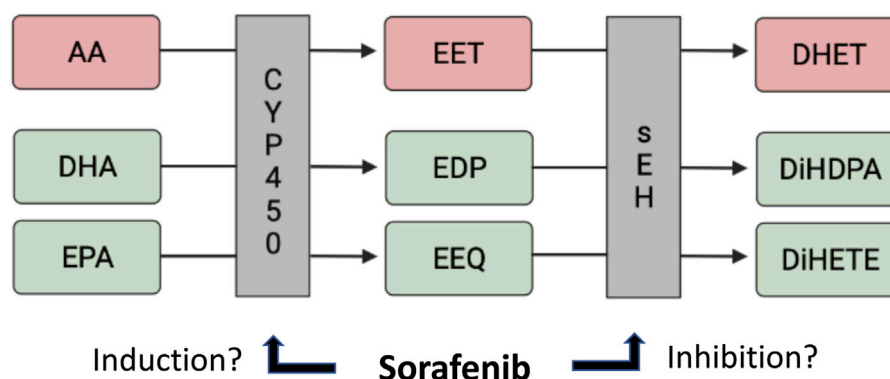 AA
CYP450
EET
sEH
DHET
DHA
EDP
DiHDPA
EPA
EEQ
DiHETE
Induction?
Sorafenib
Inhibition?